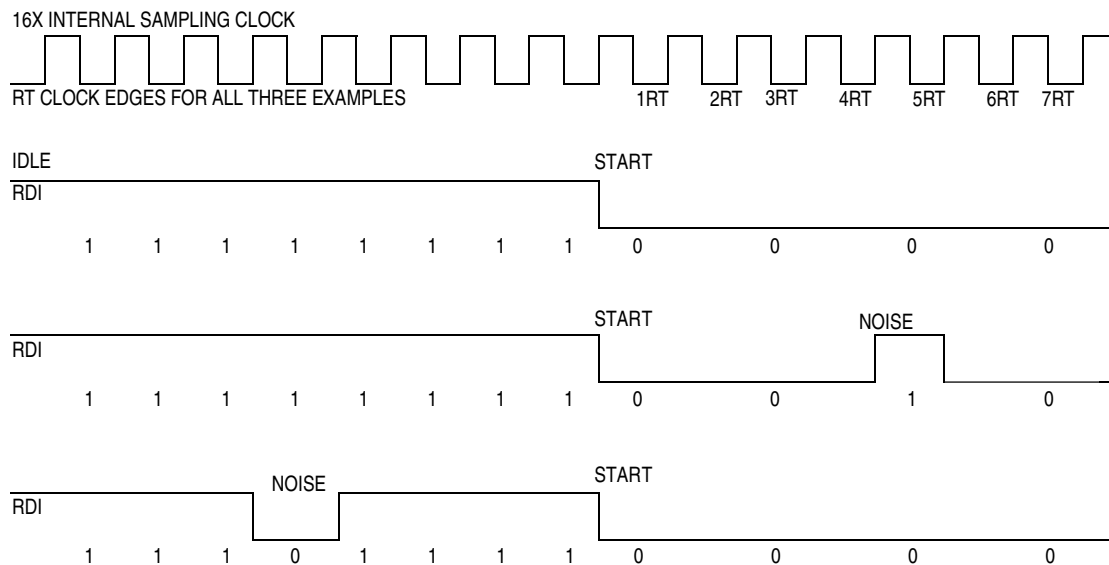 16X INTERNAL SAMPLING CLOCK
RT CLOCK EDGES FOR ALL THREE EXAMPLES 1RT 2RT 3RT 4RT 5RT 6RT 7RT
IDLE START
RDI
1 1 1 1 1 1 1 1 0 0 0 0
START NOISE
RDI
1 1 1 1 1 1 1 1 0 0 1 0
NOISE START
RDI
1 1 1 0 1 1 1 1 0 0 0 0